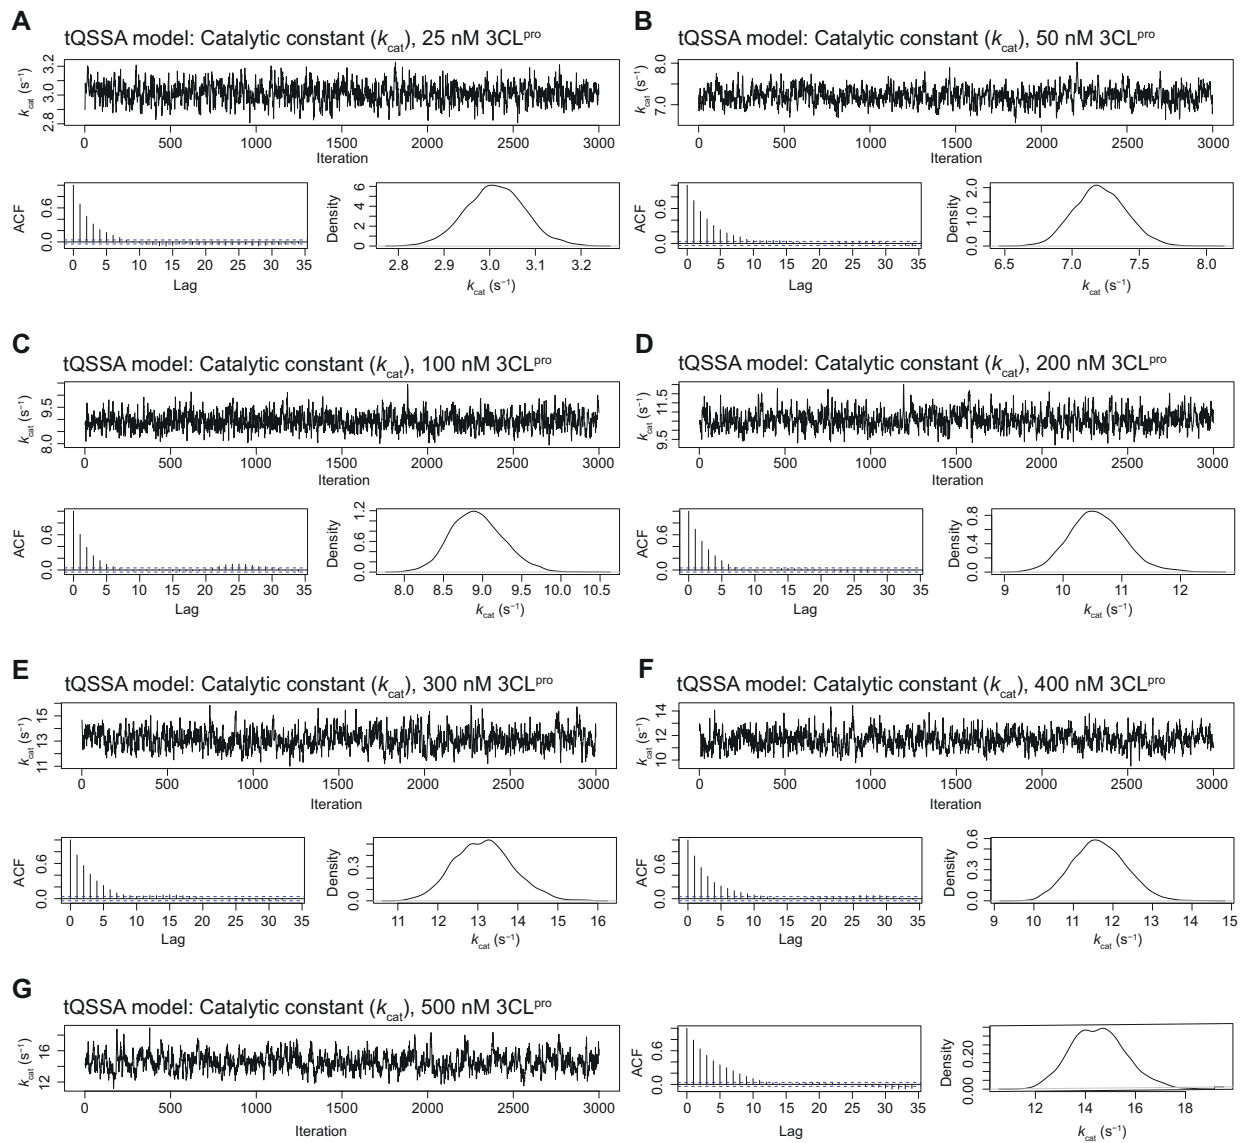 A
tQSSA model: Catalytic constant (kcat), 25 nM 3CLpro
kcat (s−1)
2.8 3.0 3.2
0 500 1000 1500 2000 2500 3000
Iteration
ACF
0.0 0.6
0 5 10 15 20 25 30 35
Lag
Density
0 2 4 6
2.8 2.9 3.0 3.1 3.2
kcat (s−1)
B
tQSSA model: Catalytic constant (kcat), 50 nM 3CLpro
kcat (s−1)
7.0 8.0
0 500 1000 1500 2000 2500 3000
Iteration
ACF
0.0 0.6
0 5 10 15 20 25 30 35
Lag
Density
0.0 1.0 2.0
6.5 7.0 7.5 8.0
kcat (s−1)
C
tQSSA model: Catalytic constant (kcat), 100 nM 3CLpro
kcat (s−1)
8.0 9.5
0 500 1000 1500 2000 2500 3000
Iteration
ACF
0.0 0.6
0 5 10 15 20 25 30 35
Lag
Density
0.0 0.6 1.2
8.0 8.5 9.0 9.5 10.0 10.5
kcat (s−1)
D
tQSSA model: Catalytic constant (kcat), 200 nM 3CLpro
kcat (s−1)
9.5 11.5
0 500 1000 1500 2000 2500 3000
Iteration
ACF
0.0 0.6
0 5 10 15 20 25 30 35
Lag
Density
0.0 0.4 0.8
9 10 11 12
kcat (s−1)
E
tQSSA model: Catalytic constant (kcat), 300 nM 3CLpro
kcat (s−1)
11 13 15
0 500 1000 1500 2000 2500 3000
Iteration
ACF
0.0 0.6
0 5 10 15 20 25 30 35
Lag
Density
0.0 0.3
11 12 13 14 15 16
kcat (s−1)
F
tQSSA model: Catalytic constant (kcat), 400 nM 3CLpro
kcat (s−1)
10 12 14
0 500 1000 1500 2000 2500 3000
Iteration
ACF
0.0 0.6
0 5 10 15 20 25 30 35
Lag
Density
0.0 0.3 0.6
9 10 11 12 13 14 15
kcat (s−1)
G
tQSSA model: Catalytic constant (kcat), 500 nM 3CLpro
kcat (s−1)
12 16
0 500 1000 1500 2000 2500 3000
Iteration
ACF
0.0 0.6
0 5 10 15 20 25 30 35
Lag
Density
0.00 0.20
12 14 16 18
kcat (s−1)